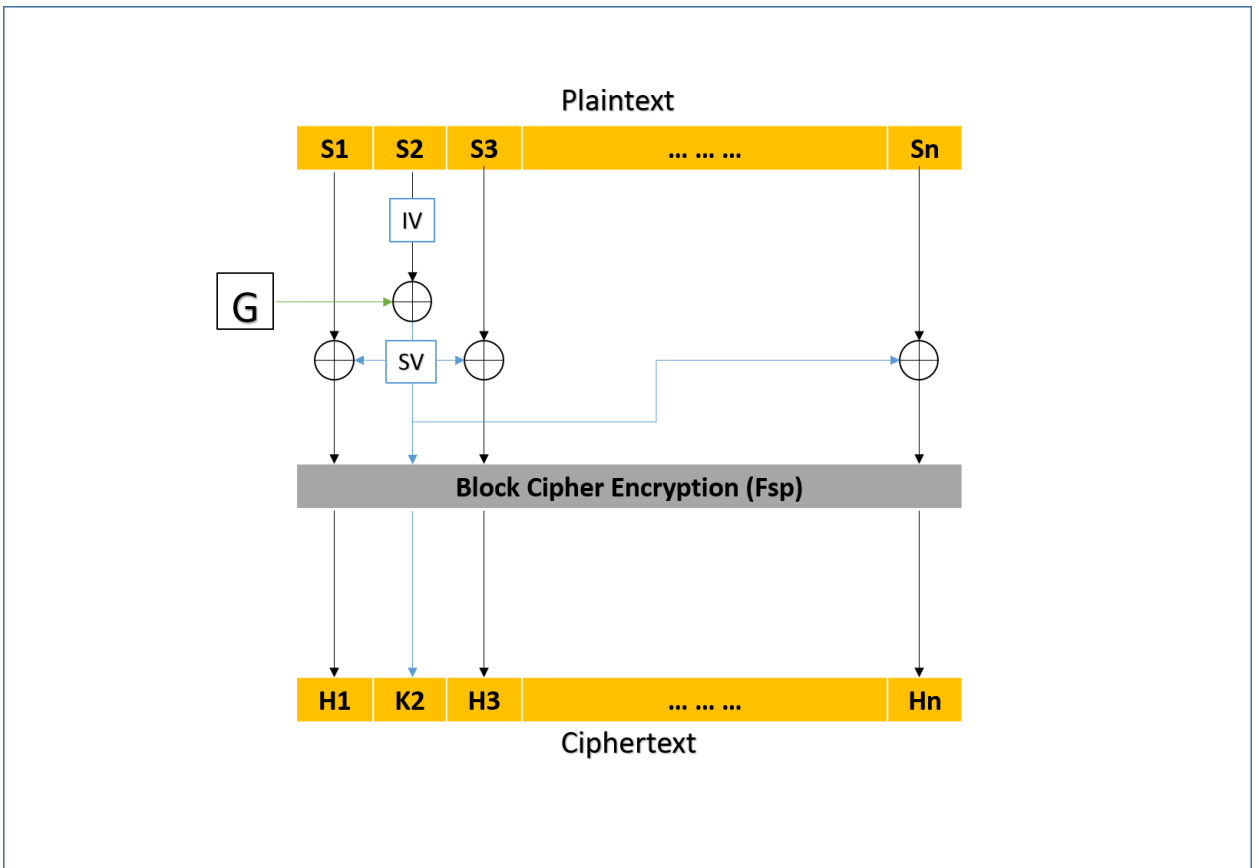 Plaintext
S1 S2 S3 ... ... ... Sn
IV
G
SV
Block Cipher Encryption (Fsp)
H1 K2 H3 ... ... ... Hn
Ciphertext